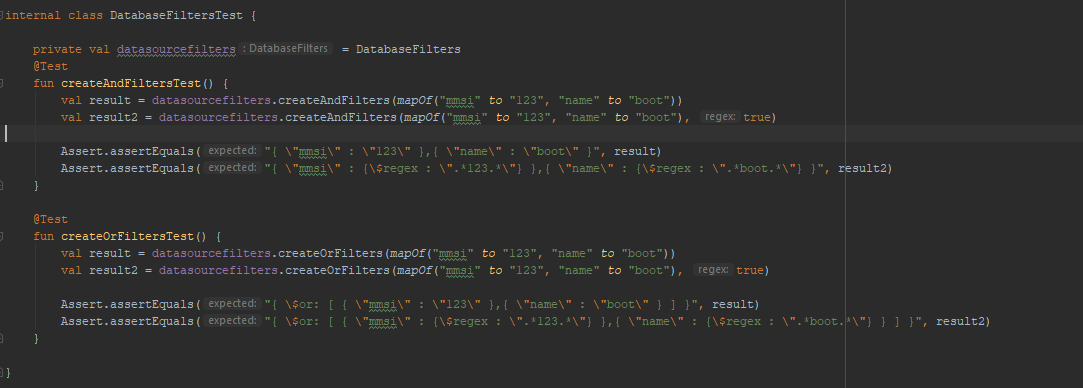 internal class DatabaseFiltersTest {
private val datasourcefilters : DatabaseFilters = DatabaseFilters
@Test
fun createAndFiltersTest() {
val result = datasourcefilters.createAndFilters(mapOf("mmsi" to "123", "name" to "boot"))
val result2 = datasourcefilters.createAndFilters(mapOf("mmsi" to "123", "name" to "boot"), regex: true)
Assert.assertEquals( expected: "{ \"mmsi\" : \"123\" },{ \"name\" : \"boot\" }", result)
Assert.assertEquals( expected: "{ \"mmsi\" : {\$regex : \".*123.*\"} },{ \"name\" : {\$regex : \".*boot.*\"} }", result2)
}
@Test
fun createOrFiltersTest() {
val result = datasourcefilters.createOrFilters(mapOf("mmsi" to "123", "name" to "boot"))
val result2 = datasourcefilters.createOrFilters(mapOf("mmsi" to "123", "name" to "boot"), regex: true)
Assert.assertEquals( expected: "{ \$or: [ { \"mmsi\" : \"123\" },{ \"name\" : \"boot\" } ] }", result)
Assert.assertEquals( expected: "{ \$or: [ { \"mmsi\" : {\$regex : \".*123.*\"} },{ \"name\" : {\$regex : \".*boot.*\"} } ] }", result2)
}
}